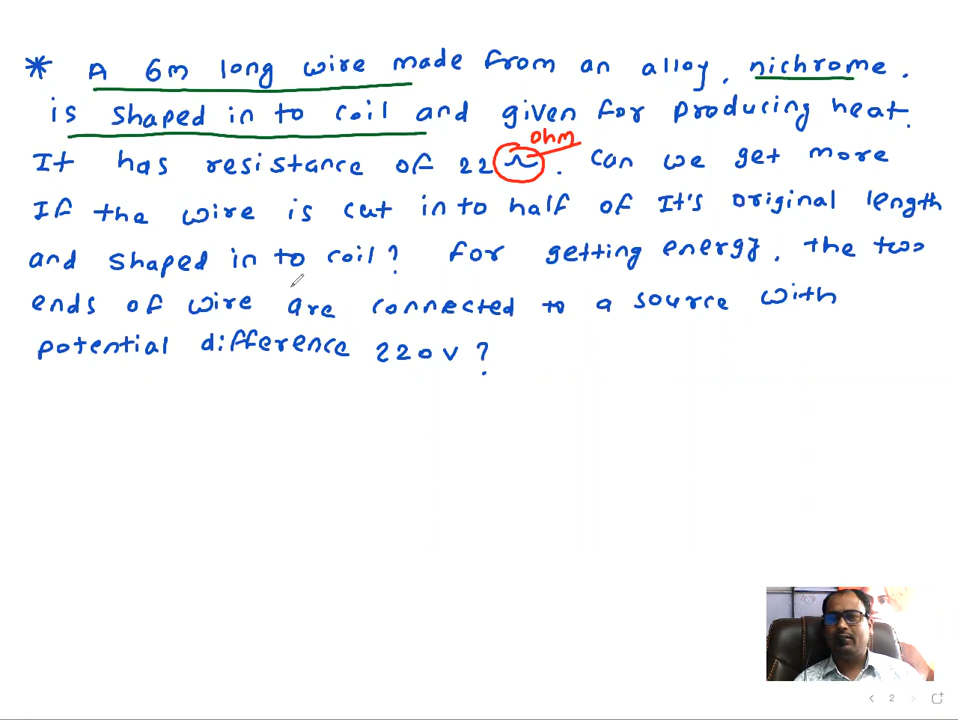 * A 6m long wire made from an alloy, nichrome.
is shaped in to coil and given for producing heat.
ohm
It has resistance of 22 Ω. Can we get more
If the wire is cut in to half of It's original length
and shaped in to coil? For getting energy, the two
ends of wire are connected to a source with
potential difference 220 V?
2